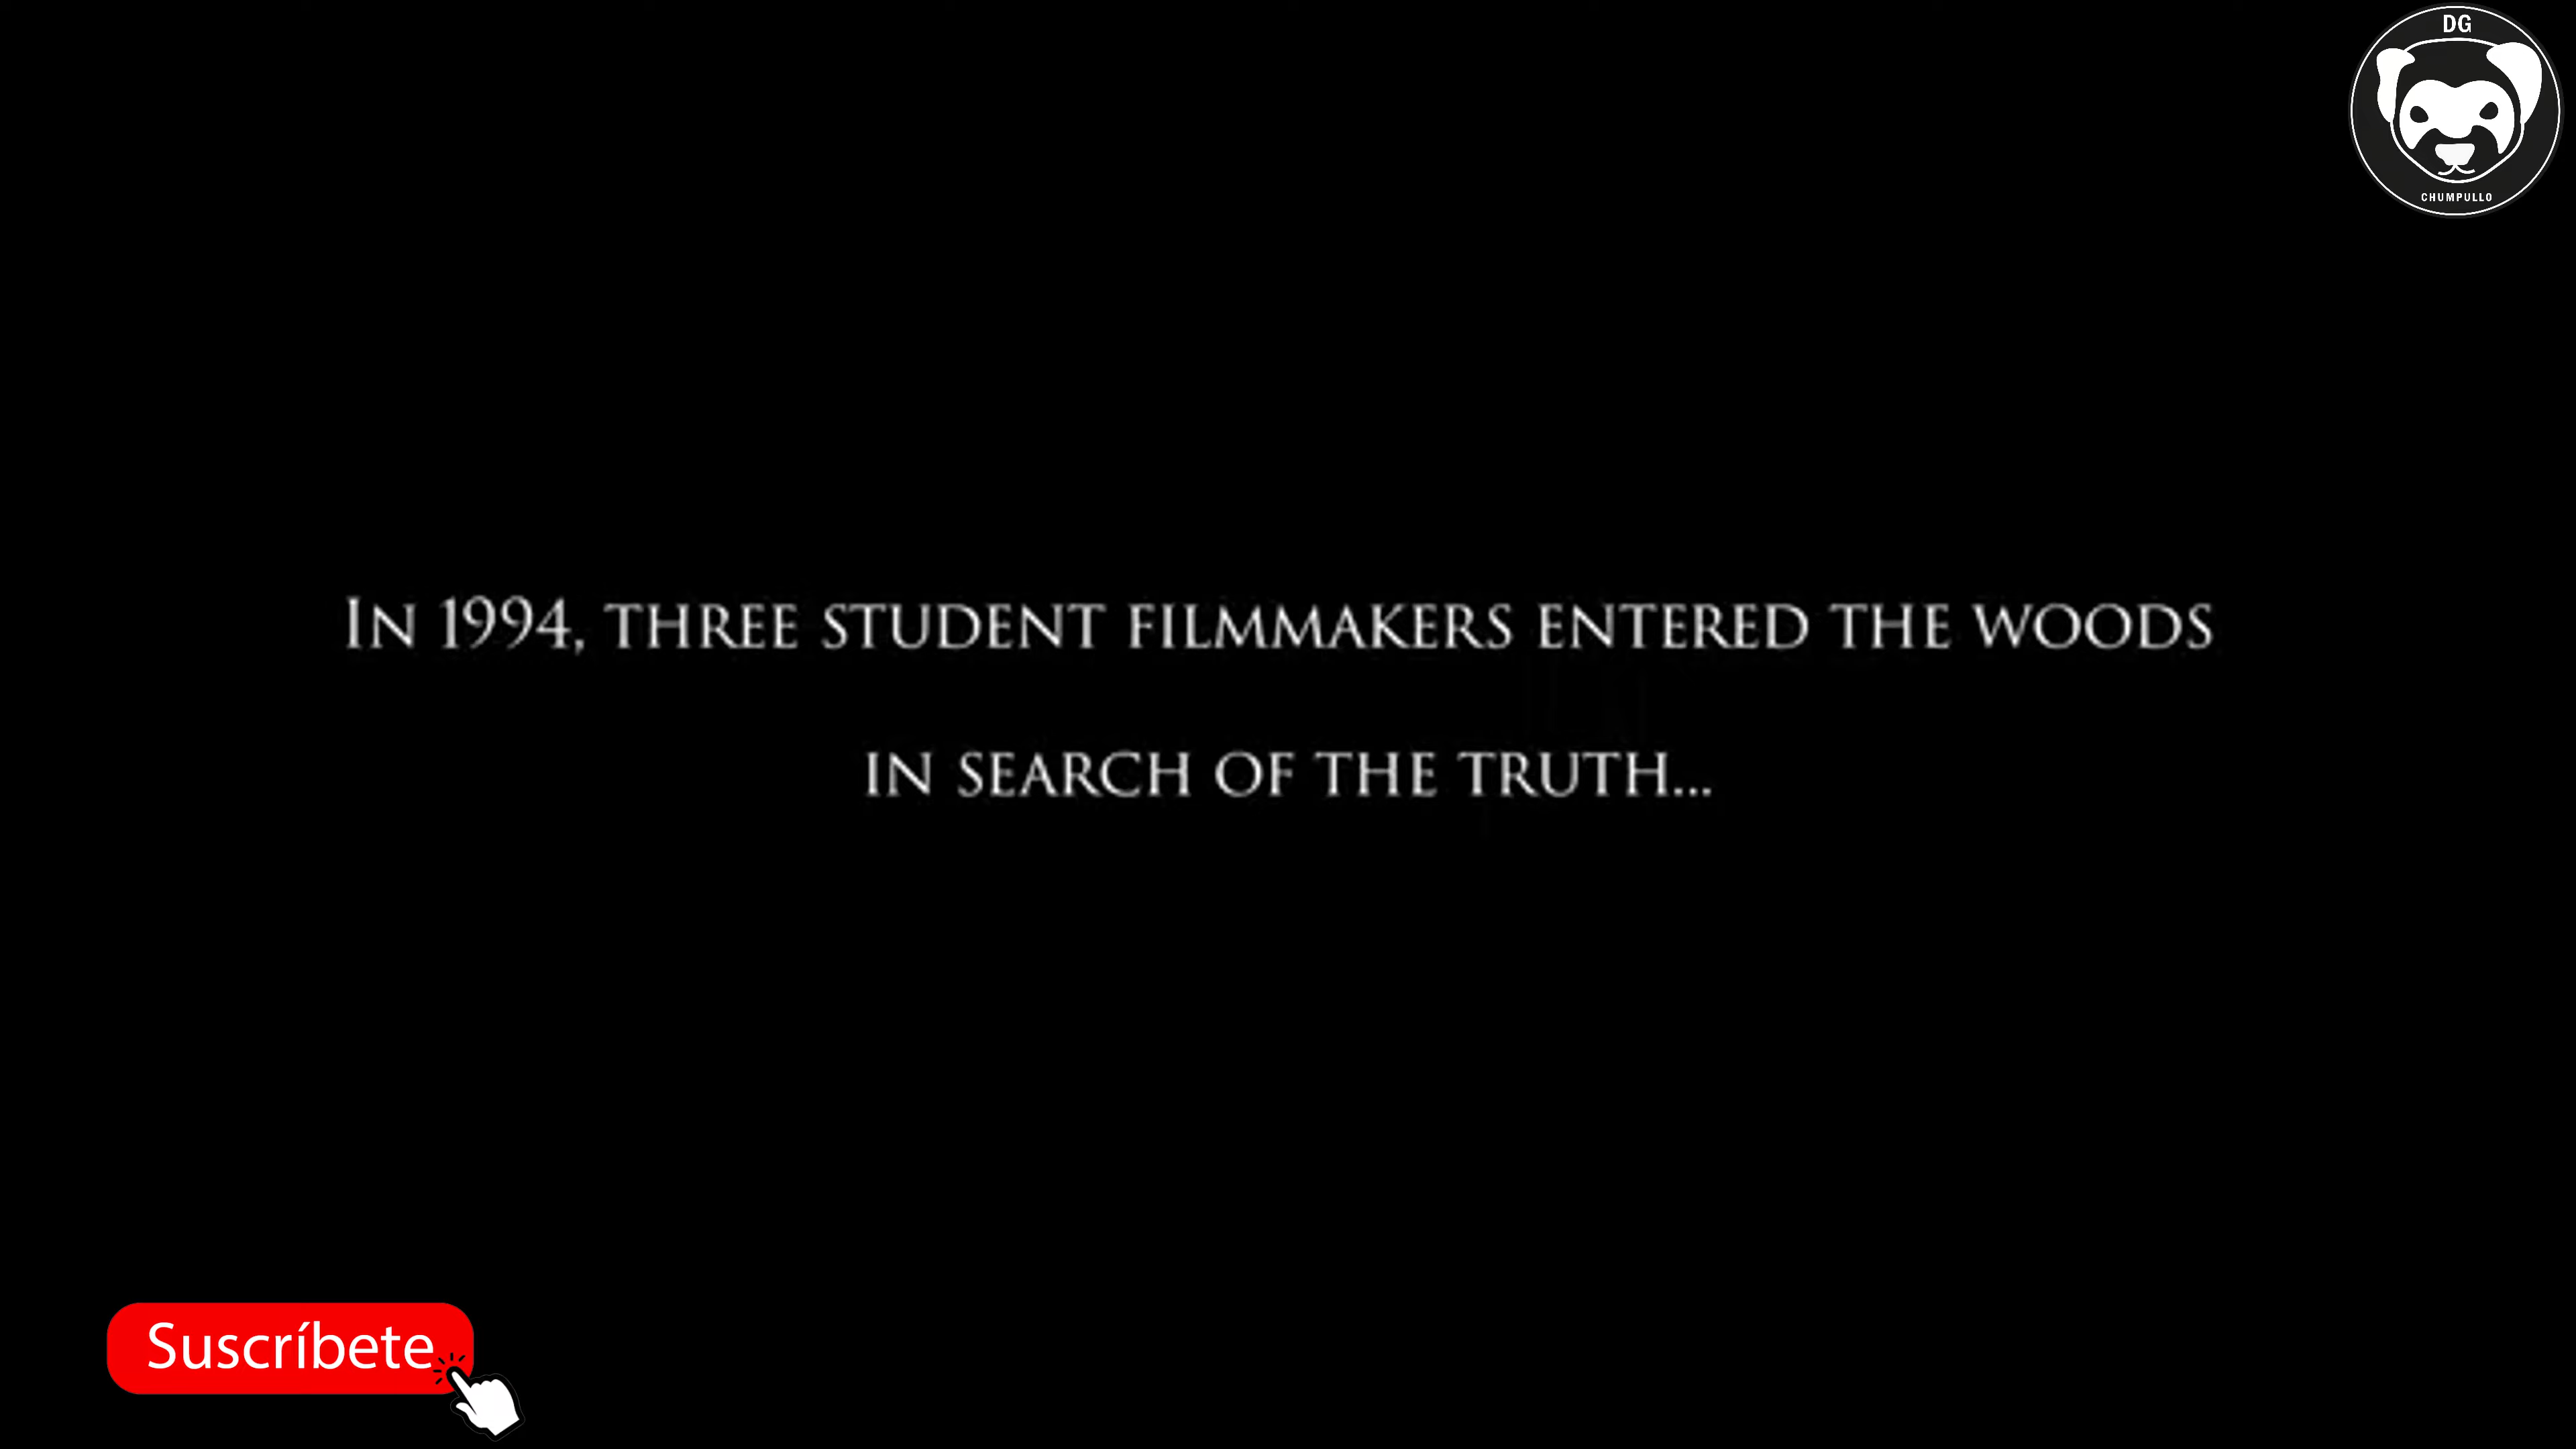 DG
CHUMPULLO
In 1994, three student filmmakers entered the woods
in search of the truth...
Suscríbete